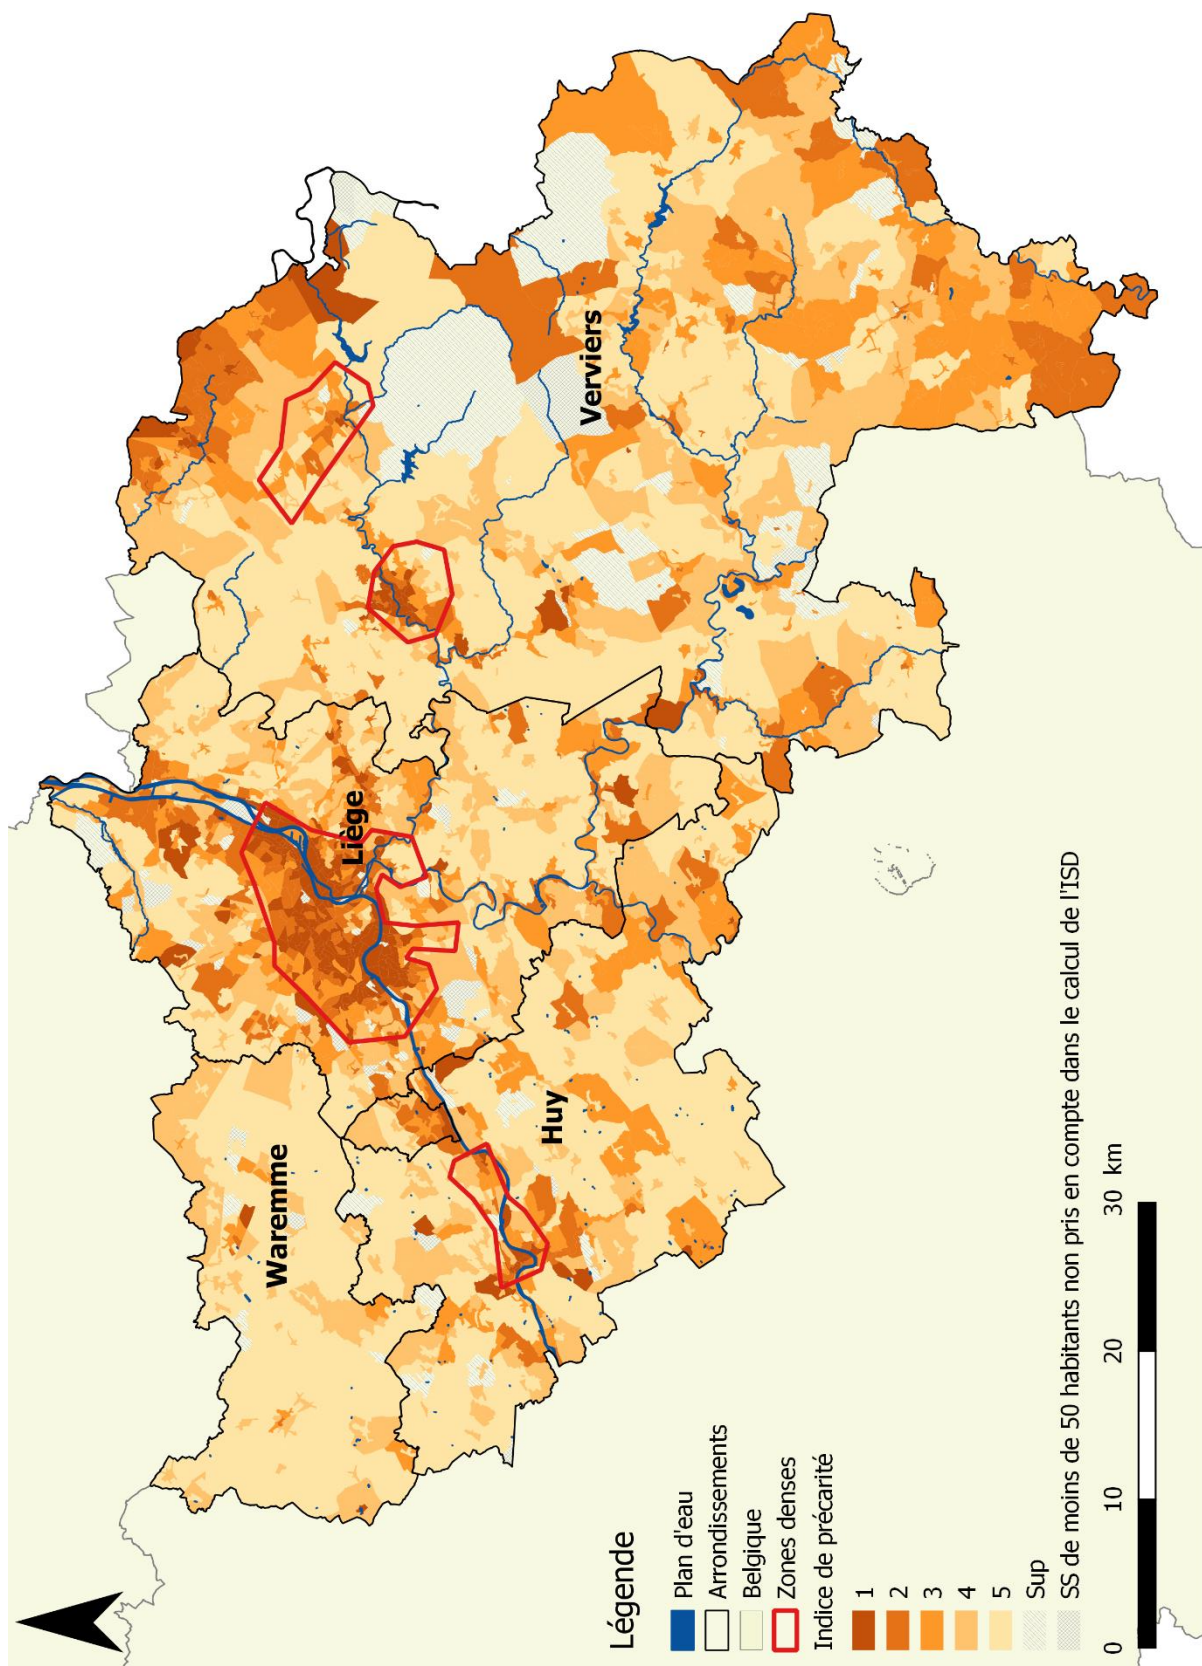 Waremme
Liège
Huy
Verviers
Légende
Plan d'eau
Arrondissements
Belgique
Zones denses
Indice de précarité
1
2
3
4
5
Sup
SS de moins de 50 habitants non pris en compte dans le calcul de l'ISD
0 10 20 30 km